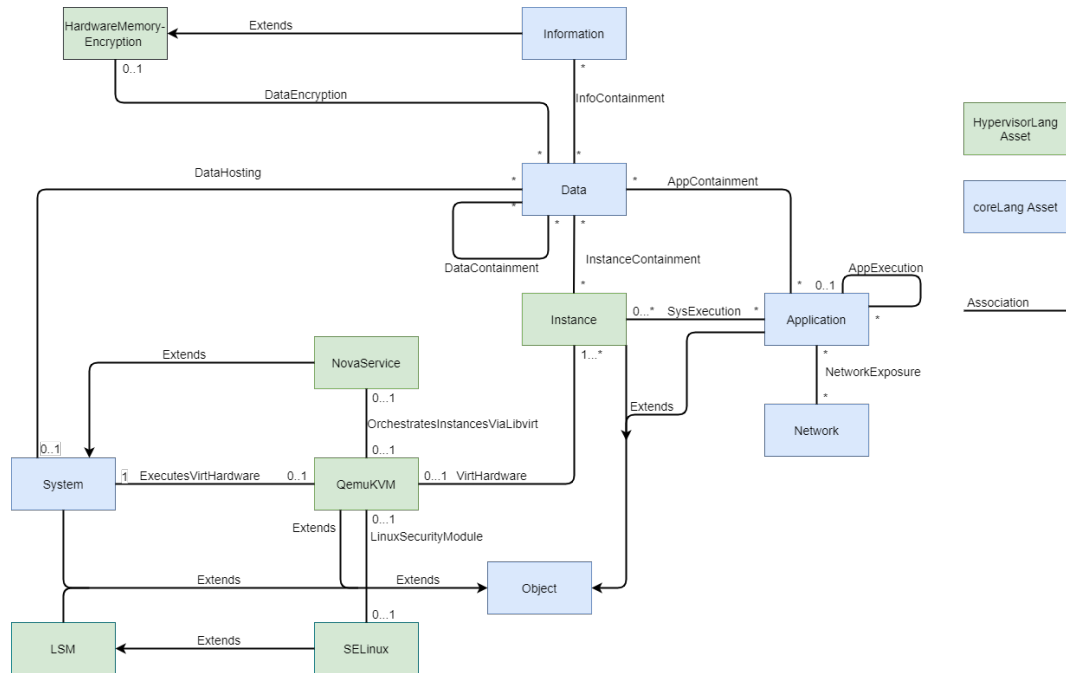 HardwareMemory-
Encryption
Extends
Information
0..1
*
DataEncryption
InfoContainment
HypervisorLang
Asset
*
*
DataHosting
*
Data
*
AppContainment
coreLang Asset
*
*
*
DataContainment
InstanceContainment
AppExecution
*
*
0..1
Instance
0...*
SysExecution
*
Application
*
Association
1...*
Extends
NovaService
*
NetworkExposure
0...1
Extends
*
OrchestratesInstancesViaLibvirt
Network
0..1
0...1
System
1
ExecutesVirtHardware
0..1
QemuKVM
0...1
VirtHardware
0...1
Extends
LinuxSecurityModule
Extends
Extends
Object
0...1
LSM
Extends
SELinux